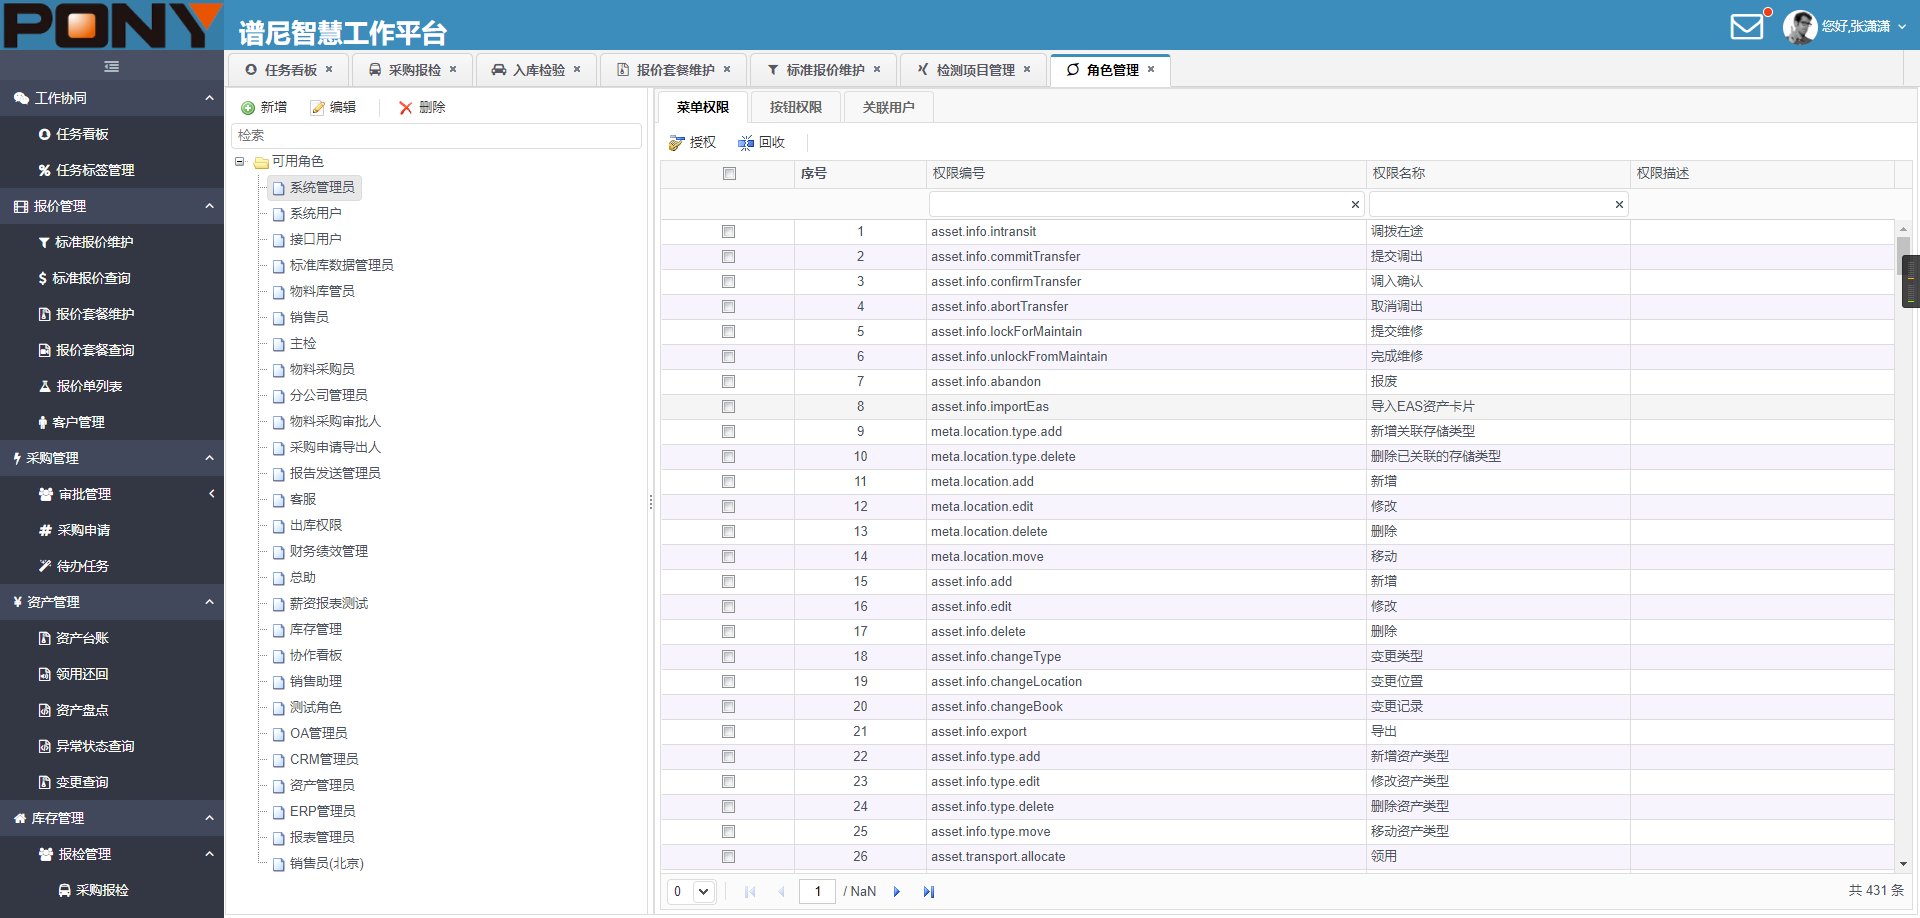 PONY 谱尼智慧工作平台 您好,张潇潇
任务看板 × 采购报检 × 入库检验 × 报价套餐维护 × 标准报价维护 × 检测项目管理 × 角色管理 ×
工作协同
任务看板
任务标签管理
报价管理
标准报价维护
标准报价查询
报价套餐维护
报价套餐查询
报价单列表
客户管理
采购管理
审批管理
采购申请
待办任务
资产管理
资产台账
领用还回
资产盘点
异常状态查询
变更查询
库存管理
报检管理
采购报检
新增 编辑 删除
检索
可用角色
系统管理员
系统用户
接口用户
标准库数据管理员
物料库管员
销售员
主检
物料采购员
分公司管理员
物料采购审批人
采购申请导出人
报告发送管理员
客服
出库权限
财务绩效管理
总助
薪资报表测试
库存管理
协作看板
销售助理
测试角色
OA管理员
CRM管理员
资产管理员
ERP管理员
报表管理员
销售员(北京)
菜单权限 按钮权限 关联用户
授权 回收
序号 权限编号 权限名称 权限描述
1 asset.info.intransit 调拨在途
2 asset.info.commitTransfer 提交调出
3 asset.info.confirmTransfer 调入确认
4 asset.info.abortTransfer 取消调出
5 asset.info.lockForMaintain 提交维修
6 asset.info.unlockFromMaintain 完成维修
7 asset.info.abandon 报废
8 asset.info.importEas 导入EAS资产卡片
9 meta.location.type.add 新增关联存储类型
10 meta.location.type.delete 删除已关联的存储类型
11 meta.location.add 新增
12 meta.location.edit 修改
13 meta.location.delete 删除
14 meta.location.move 移动
15 asset.info.add 新增
16 asset.info.edit 修改
17 asset.info.delete 删除
18 asset.info.changeType 变更类型
19 asset.info.changeLocation 变更位置
20 asset.info.changeBook 变更记录
21 asset.info.export 导出
22 asset.info.type.add 新增资产类型
23 asset.info.type.edit 修改资产类型
24 asset.info.type.delete 删除资产类型
25 asset.info.type.move 移动资产类型
26 asset.transport.allocate 领用
0 1 / NaN 共 431 条